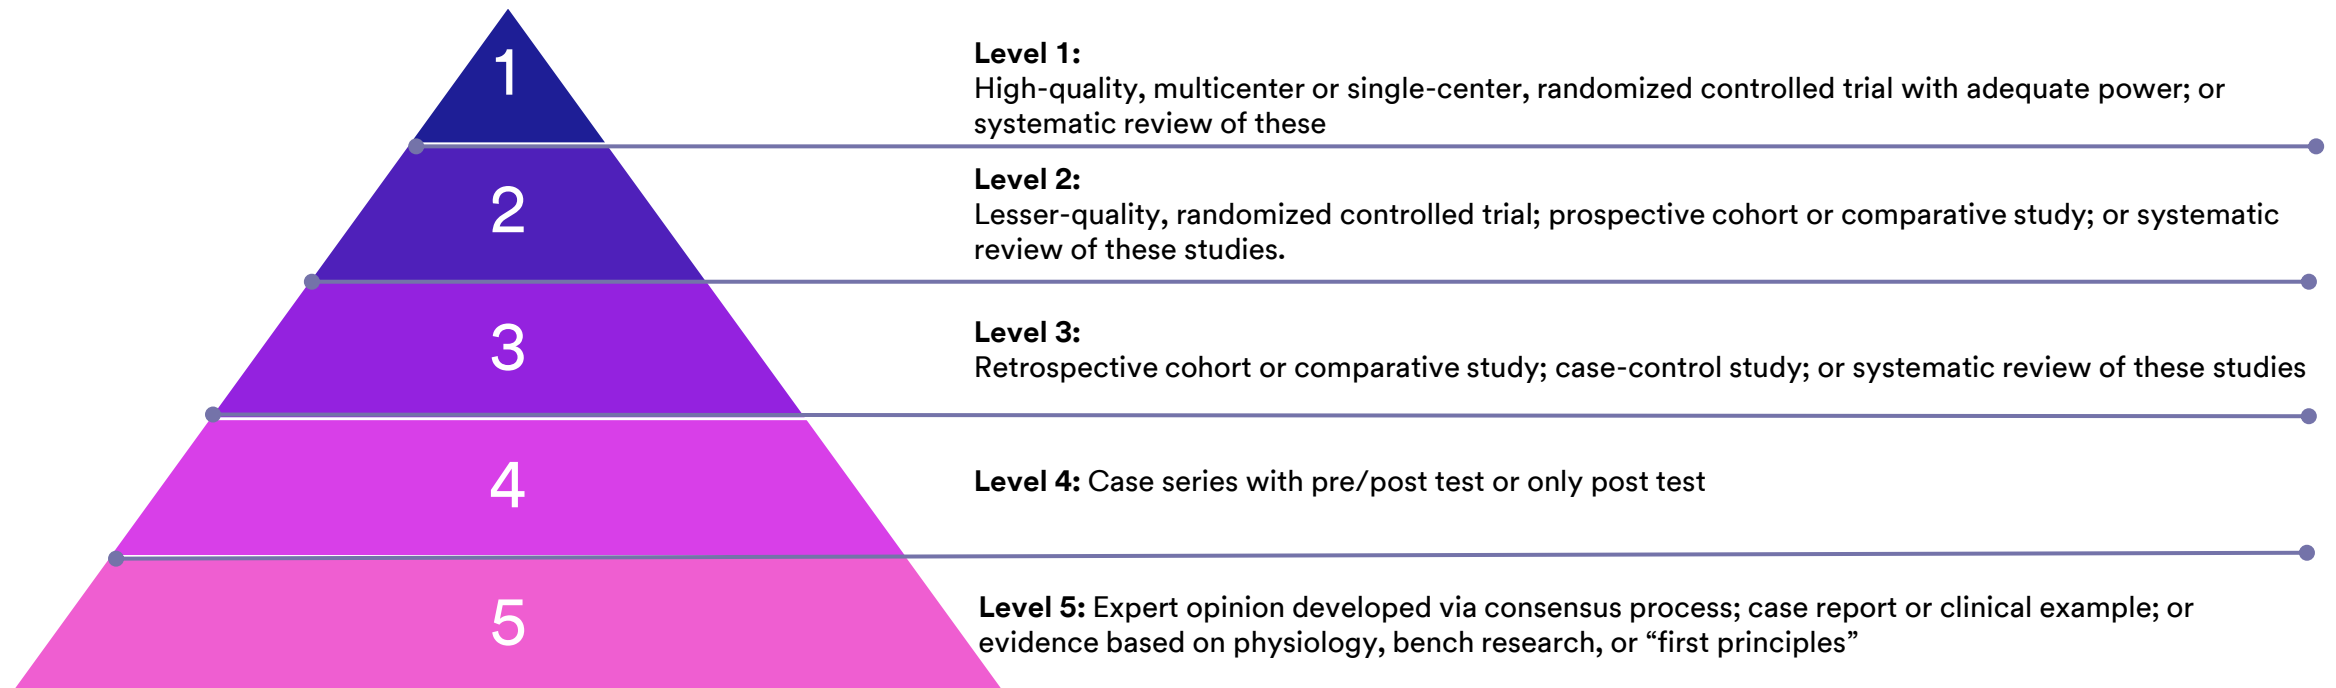 1
Level 1:
High-quality, multicenter or single-center, randomized controlled trial with adequate power; or
systematic review of these
2
Level 2:
Lesser-quality, randomized controlled trial; prospective cohort or comparative study; or systematic
review of these studies.
3
Level 3:
Retrospective cohort or comparative study; case-control study; or systematic review of these studies
4
Level 4: Case series with pre/post test or only post test
5
Level 5: Expert opinion developed via consensus process; case report or clinical example; or
evidence based on physiology, bench research, or “first principles”